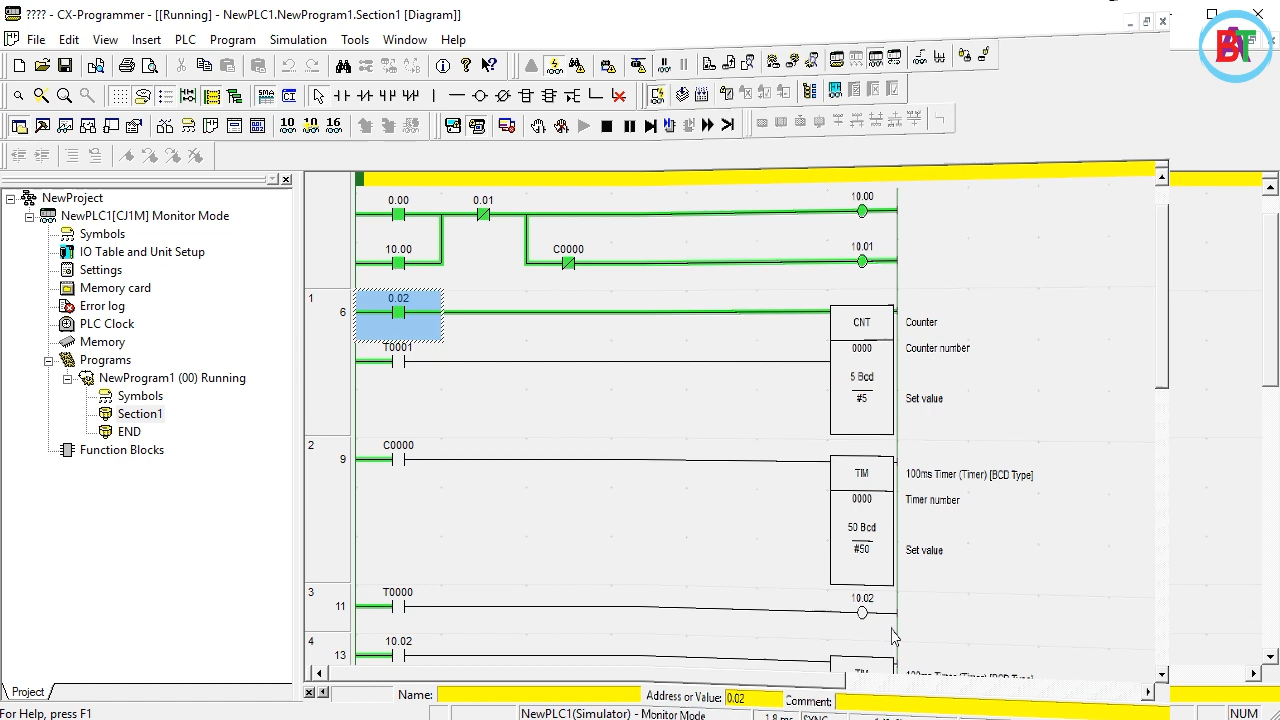 ???? - CX-Programmer - [[Running] - NewPLC1.NewProgram1.Section1 [Diagram]]
File Edit View Insert PLC Program Simulation Tools Window Help
BAT
10 10 16
NewProject
NewPLC1[CJ1M] Monitor Mode
Symbols
IO Table and Unit Setup
Settings
Memory card
Error log
PLC Clock
Memory
Programs
NewProgram1 (00) Running
Symbols
Section1
END
Function Blocks
Project
0.00 0.01 10.00
10.00 C0000 10.01
1 0.02
6 CNT Counter
T0001 0000 Counter number
5 Bcd
#5 Set value
2 C0000
9 TIM 100ms Timer (Timer) [BCD Type]
0000 Timer number
50 Bcd
#50 Set value
3 T0000 10.02
11
4 10.02
13
Name: Address or Value: 0.02 Comment:
For Help, press F1 NewPLC1(Simulator) - Monitor Mode NUM